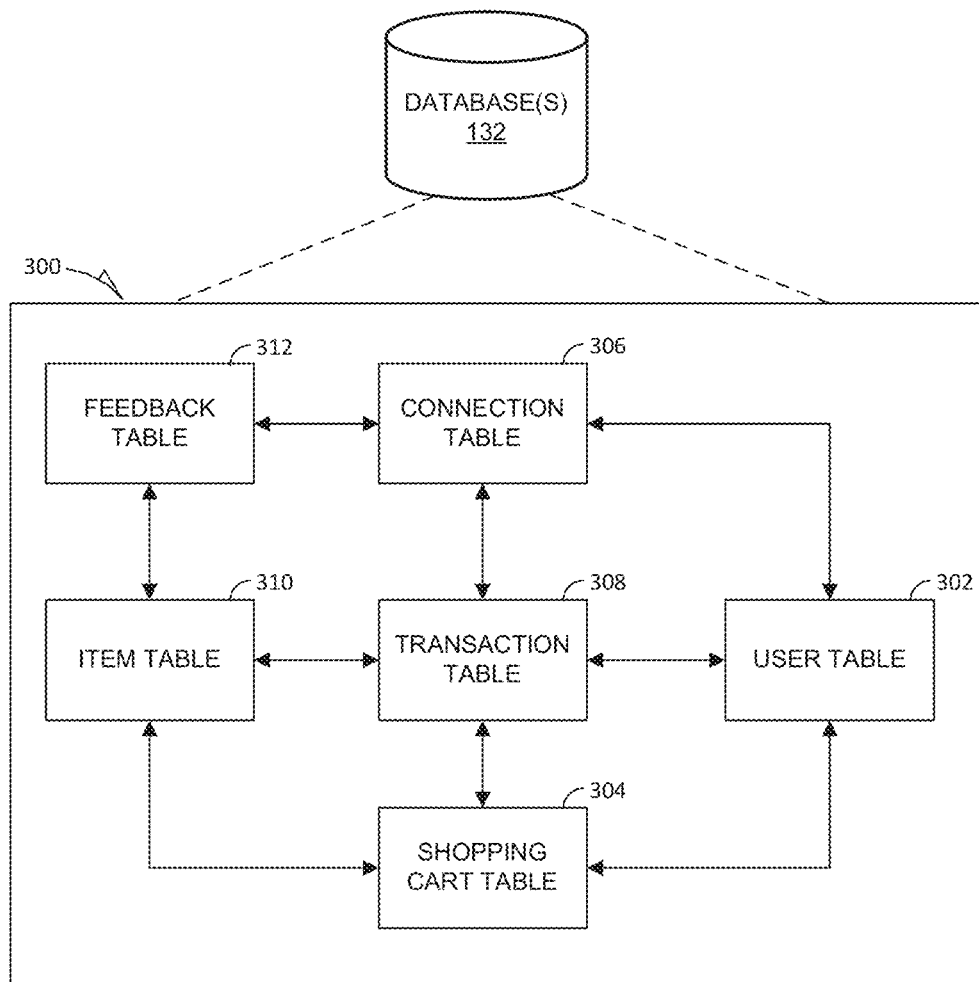 DATABASE(S)
132
300
312
306
FEEDBACK
TABLE
CONNECTION
TABLE
310
308
302
ITEM TABLE
TRANSACTION
TABLE
USER TABLE
304
SHOPPING
CART TABLE